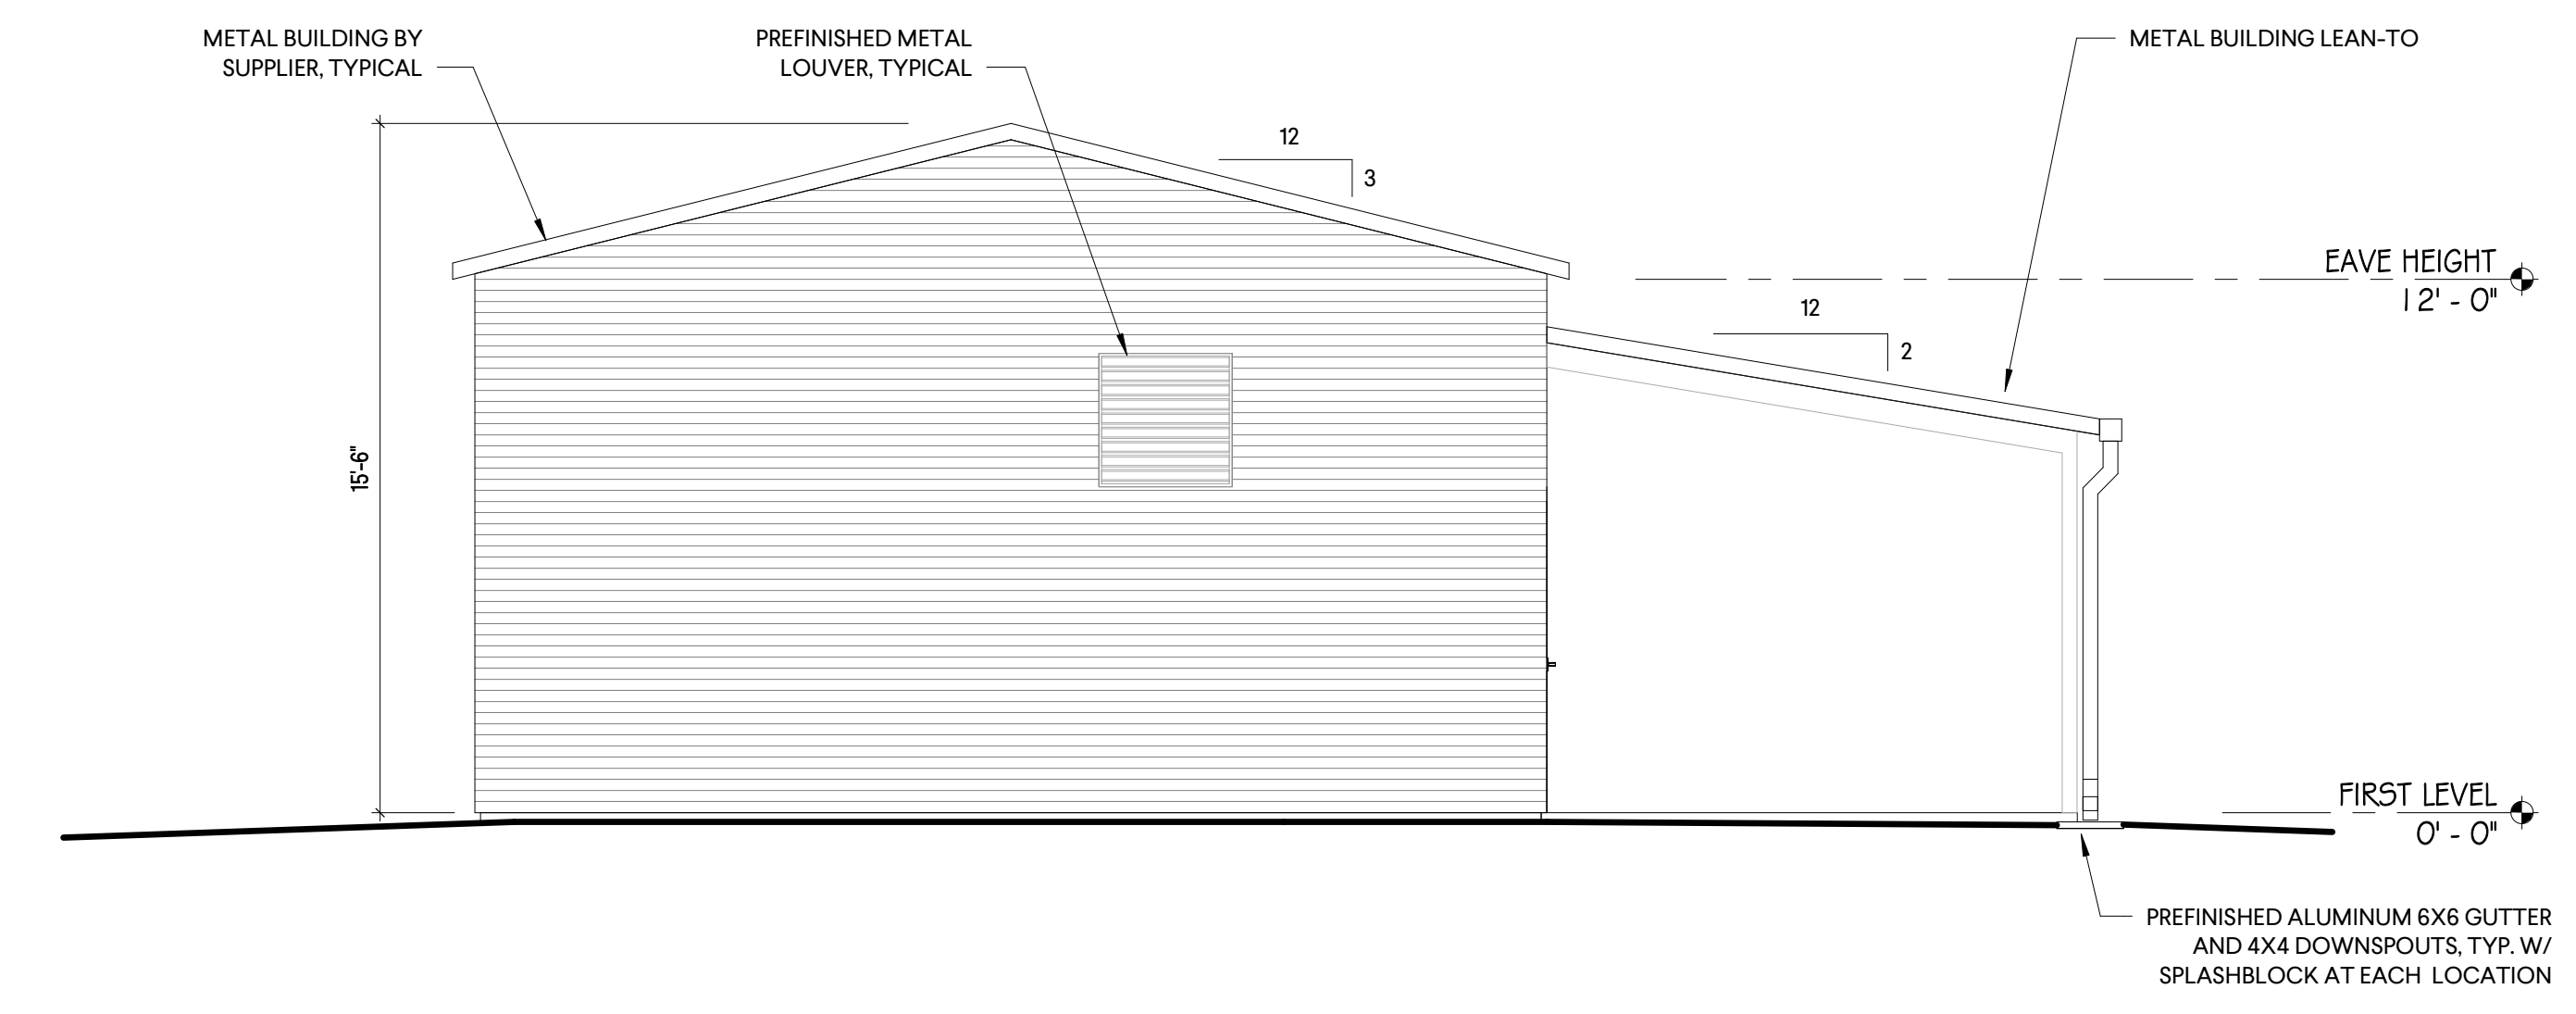 METAL BUILDING BY
SUPPLIER, TYPICAL
PREFINISHED METAL
LOUVER, TYPICAL
METAL BUILDING LEAN-TO
12
3
EAVE HEIGHT
12' - 0"
12
2
15'-6"
FIRST LEVEL
0' - 0"
PREFINISHED ALUMINUM 6X6 GUTTER
AND 4X4 DOWNSPOUTS, TYP. W/
SPLASHBLOCK AT EACH LOCATION